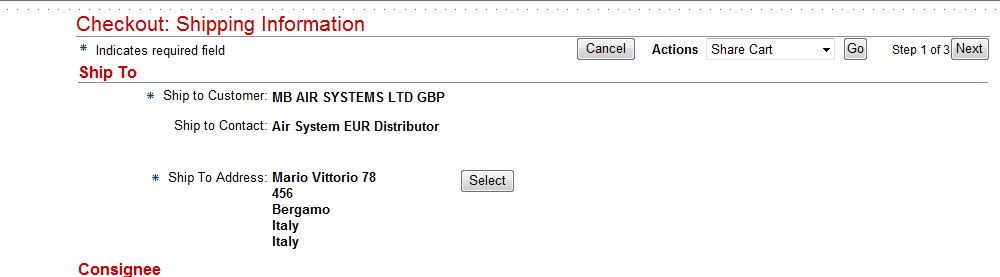 Checkout: Shipping Information
* Indicates required field
Cancel Actions Share Cart Go Step 1 of 3 Next
Ship To
* Ship to Customer: MB AIR SYSTEMS LTD GBP
Ship to Contact: Air System EUR Distributor
* Ship To Address: Mario Vittorio 78 Select
456
Bergamo
Italy
Italy
Consignee